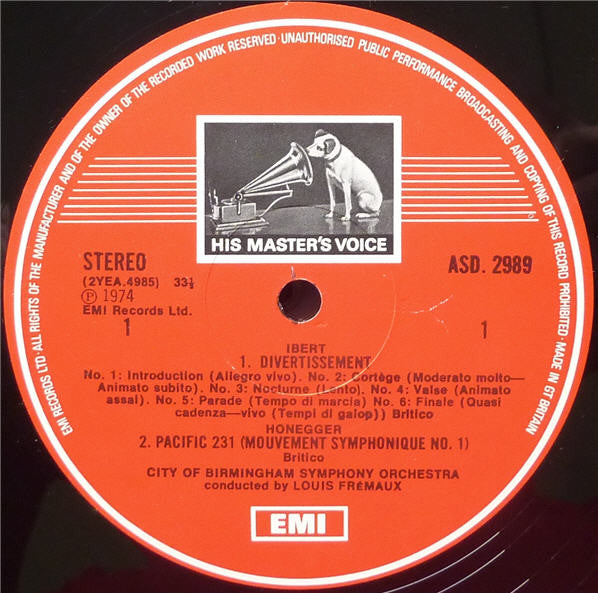 EMI RECORDS LTD · ALL RIGHTS OF THE MANUFACTURER AND OF THE OWNER OF THE RECORDED WORK RESERVED · UNAUTHORISED PUBLIC PERFORMANCE BROADCASTING AND COPYING OF THIS RECORD PROHIBITED · MADE IN GT BRITAIN
HIS MASTER'S VOICE
STEREO
ASD. 2989
(2YEA.4985) 33⅓
Ⓟ 1974
EMI Records Ltd.
1
1
IBERT
1. DIVERTISSEMENT
No. 1: Introduction (Allegro vivo). No. 2: Cortège (Moderato molto—
Animato subito). No. 3: Nocturne (Lento). No. 4: Valse (Animato
assai). No. 5: Parade (Tempo di marcia). No. 6: Finale (Quasi
cadenza—vivo (Tempi di galop)) Britico
HONEGGER
2. PACIFIC 231 (MOUVEMENT SYMPHONIQUE NO. 1)
Britico
CITY OF BIRMINGHAM SYMPHONY ORCHESTRA
conducted by LOUIS FRÉMAUX
EMI